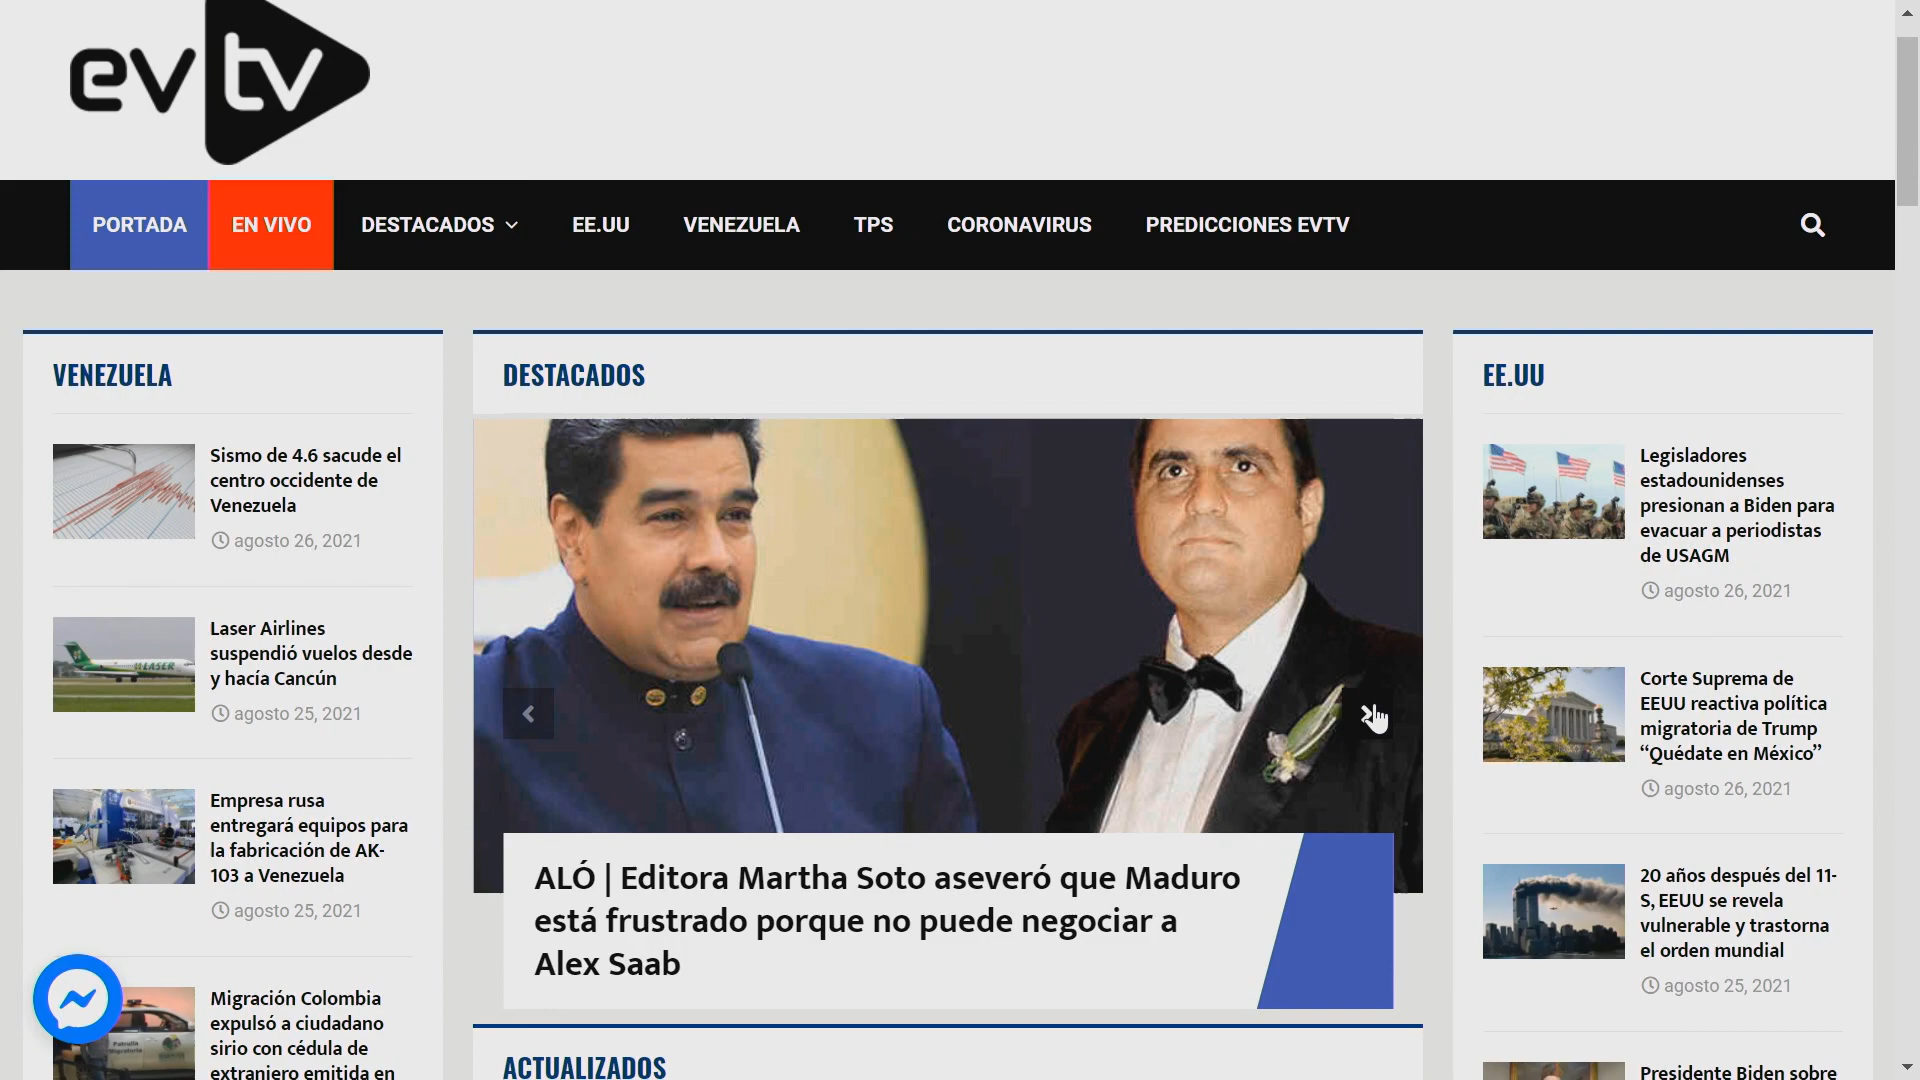 evtv
PORTADA
EN VIVO
DESTACADOS
EE.UU
VENEZUELA
TPS
CORONAVIRUS
PREDICCIONES EVTV
VENEZUELA
Sismo de 4.6 sacude el
centro occidente de
Venezuela
agosto 26, 2021
LASER
Laser Airlines
suspendió vuelos desde
y hacía Cancún
agosto 25, 2021
Empresa rusa
entregará equipos para
la fabricación de AK-
103 a Venezuela
agosto 25, 2021
Patrulla
Migratoria
Migración Colombia
expulsó a ciudadano
sirio con cédula de
extranjero emitida en
DESTACADOS
ALÓ | Editora Martha Soto aseveró que Maduro
está frustrado porque no puede negociar a
Alex Saab
ACTUALIZADOS
EE.UU
Legisladores
estadounidenses
presionan a Biden para
evacuar a periodistas
de USAGM
agosto 26, 2021
Corte Suprema de
EEUU reactiva política
migratoria de Trump
“Quédate en México”
agosto 26, 2021
20 años después del 11-
S, EEUU se revela
vulnerable y trastorna
el orden mundial
agosto 25, 2021
Presidente Biden sobre